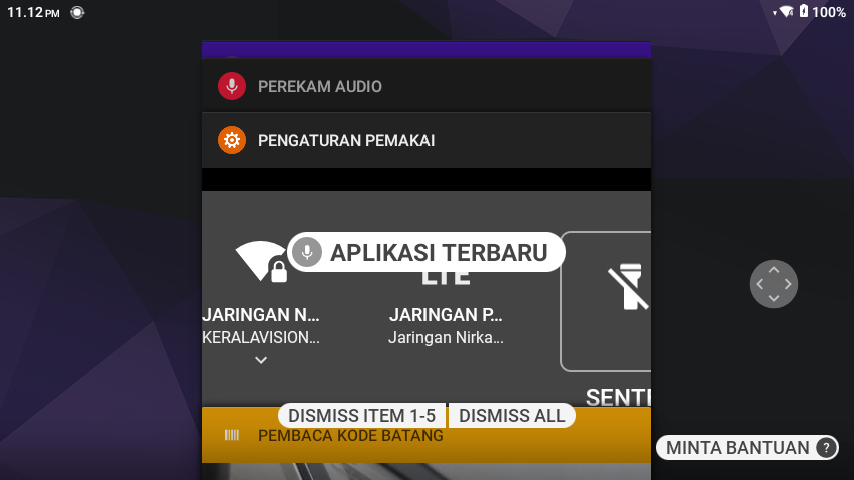 11.12 PM
100%
PEREKAM AUDIO
PENGATURAN PEMAKAI
APLIKASI TERBARU
LTE
JARINGAN N...
JARINGAN P...
KERALAVISION...
Jaringan Nirka...
SENT
DISMISS ITEM 1-5
DISMISS ALL
PEMBACA KODE BATANG
MINTA BANTUAN ?